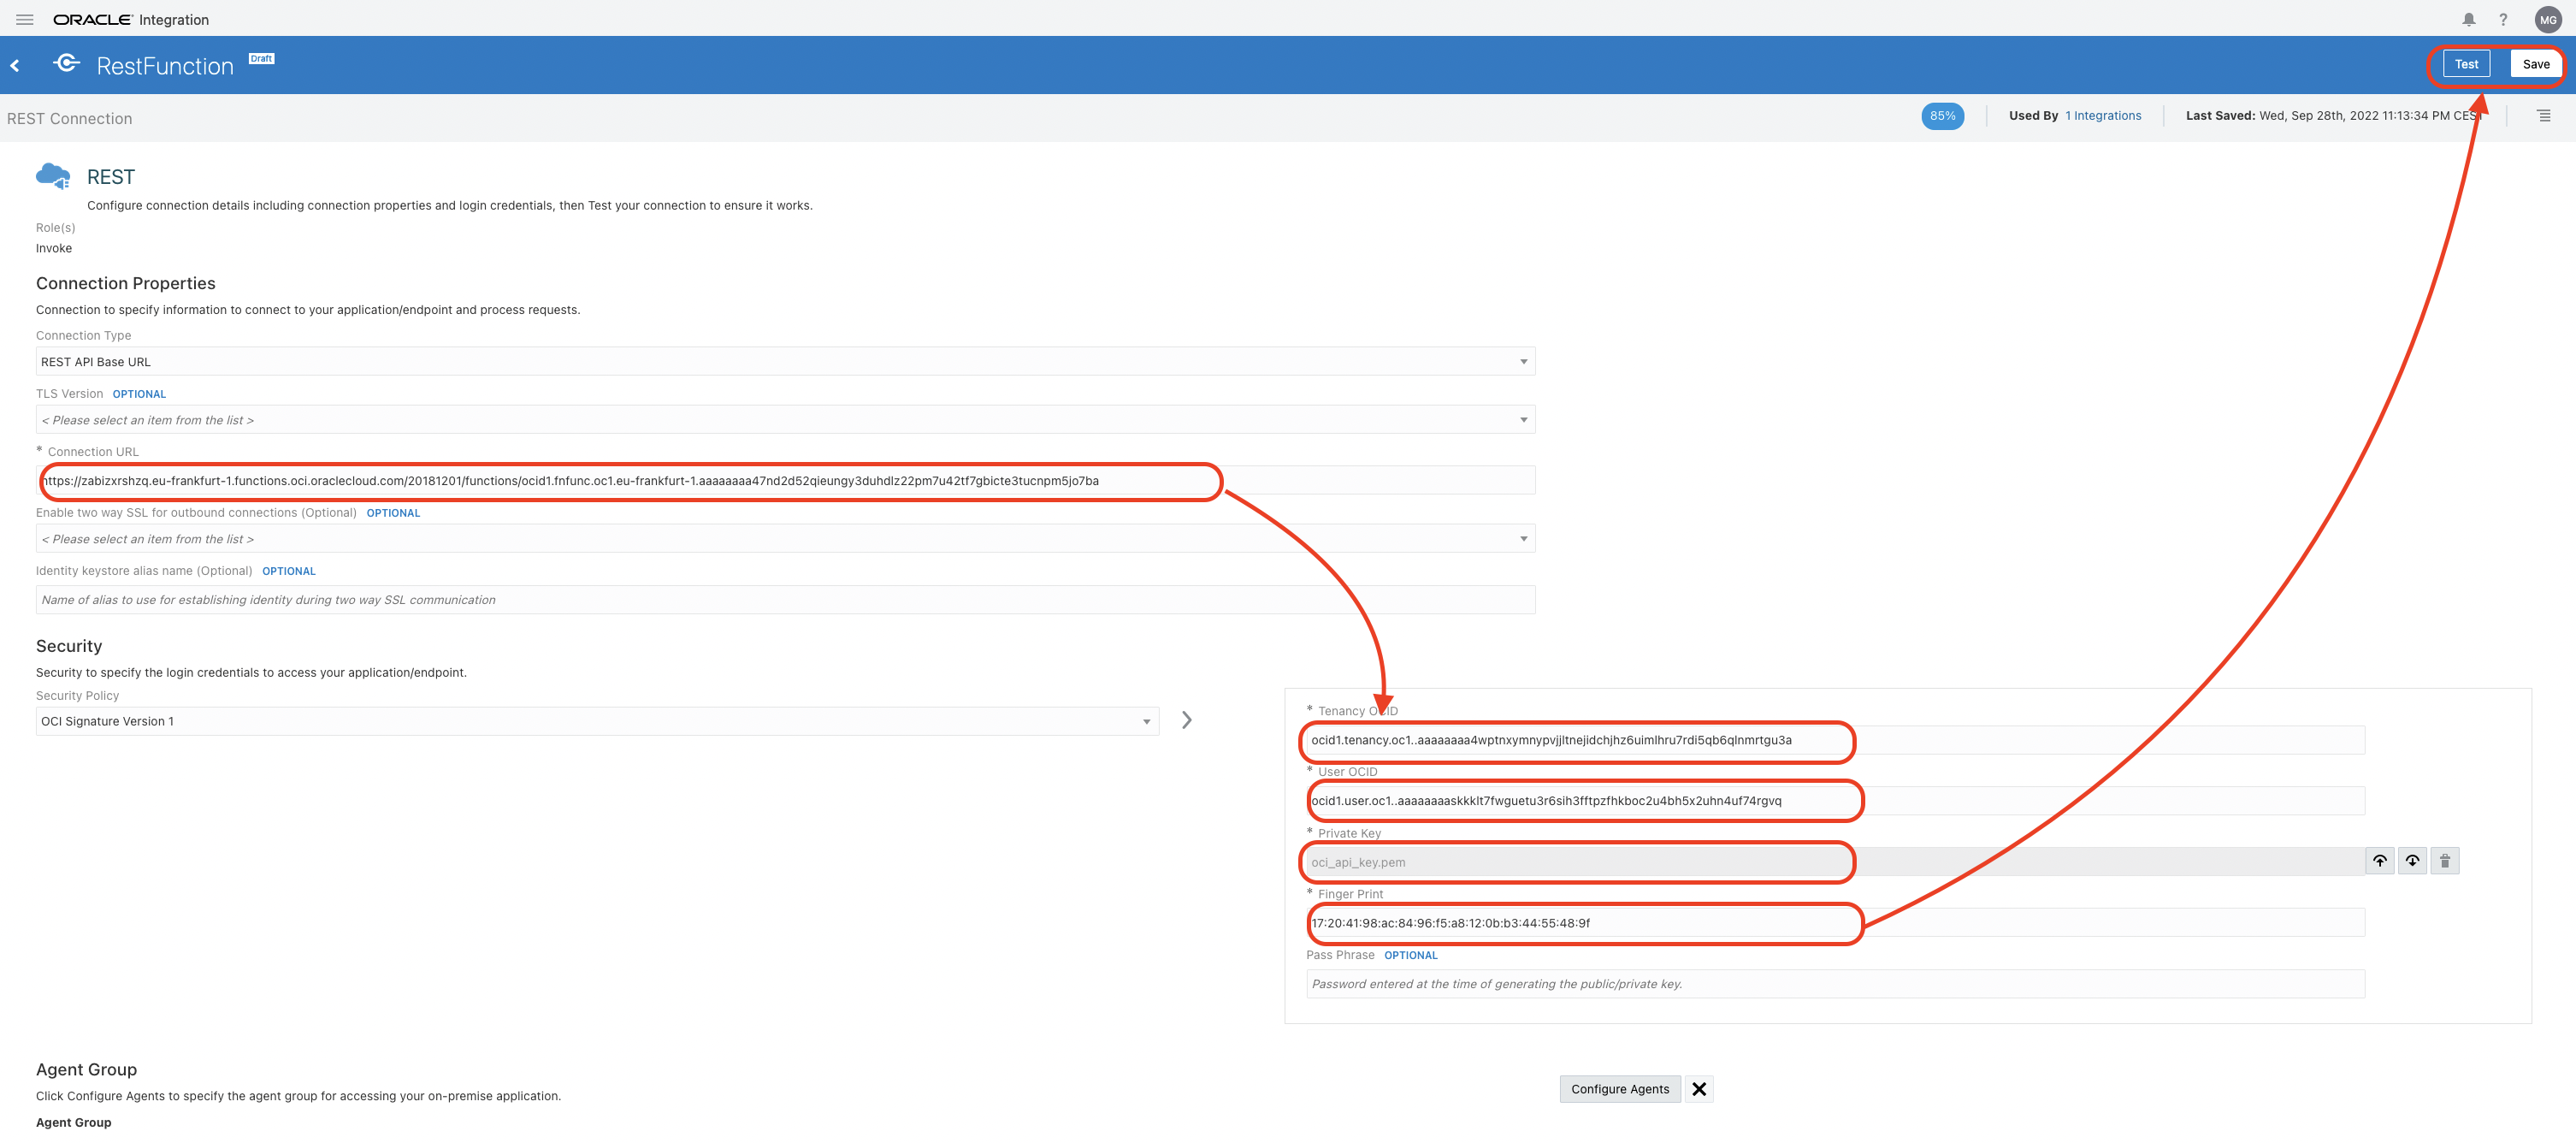 ORACLE Integration
MG
RestFunction Draft
Test Save
REST Connection
85% Used By 1 Integrations Last Saved: Wed, Sep 28th, 2022 11:13:34 PM CEST
REST
Configure connection details including connection properties and login credentials, then Test your connection to ensure it works.
Role(s)
Invoke
Connection Properties
Connection to specify information to connect to your application/endpoint and process requests.
Connection Type
REST API Base URL
TLS Version OPTIONAL
< Please select an item from the list >
* Connection URL
https://zabizxrshzq.eu-frankfurt-1.functions.oci.oraclecloud.com/20181201/functions/ocid1.fnfunc.oc1.eu-frankfurt-1.aaaaaaaa47nd2d52qieungy3duhdlz22pm7u42tf7gbicte3tucnpm5jo7ba
Enable two way SSL for outbound connections (Optional) OPTIONAL
< Please select an item from the list >
Identity keystore alias name (Optional) OPTIONAL
Name of alias to use for establishing identity during two way SSL communication
Security
Security to specify the login credentials to access your application/endpoint.
Security Policy
OCI Signature Version 1
* Tenancy OCID
ocid1.tenancy.oc1..aaaaaaaa4wptnxymnypvjjltnejidchjhz6uimlhru7rdi5qb6qlnmrtgu3a
* User OCID
ocid1.user.oc1..aaaaaaaaskkklt7fwguetu3r6sih3fftpzfhkboc2u4bh5x2uhn4uf74rgvq
* Private Key
oci_api_key.pem
* Finger Print
17:20:41:98:ac:84:96:f5:a8:12:0b:b3:44:55:48:9f
Pass Phrase OPTIONAL
Password entered at the time of generating the public/private key.
Agent Group
Click Configure Agents to specify the agent group for accessing your on-premise application.
Configure Agents
Agent Group